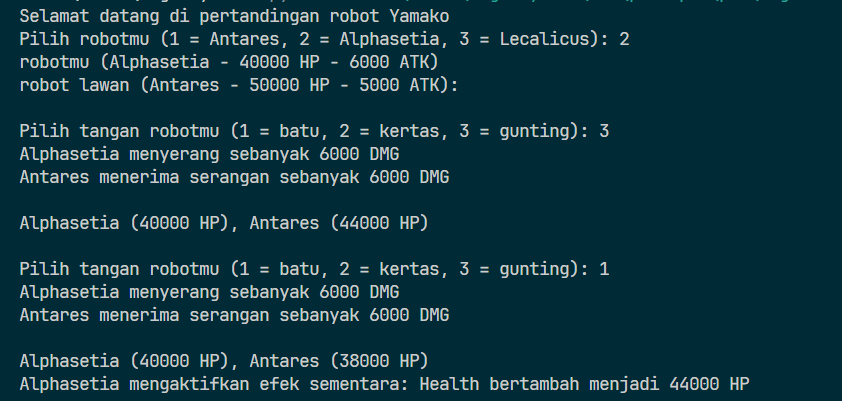 Selamat datang di pertandingan robot Yamako
Pilih robotmu (1 = Antares, 2 = Alphasetia, 3 = Lecalicus): 2
robotmu (Alphasetia - 40000 HP - 6000 ATK)
robot lawan (Antares - 50000 HP - 5000 ATK):
Pilih tangan robotmu (1 = batu, 2 = kertas, 3 = gunting): 3
Alphasetia menyerang sebanyak 6000 DMG
Antares menerima serangan sebanyak 6000 DMG
Alphasetia (40000 HP), Antares (44000 HP)
Pilih tangan robotmu (1 = batu, 2 = kertas, 3 = gunting): 1
Alphasetia menyerang sebanyak 6000 DMG
Antares menerima serangan sebanyak 6000 DMG
Alphasetia (40000 HP), Antares (38000 HP)
Alphasetia mengaktifkan efek sementara: Health bertambah menjadi 44000 HP